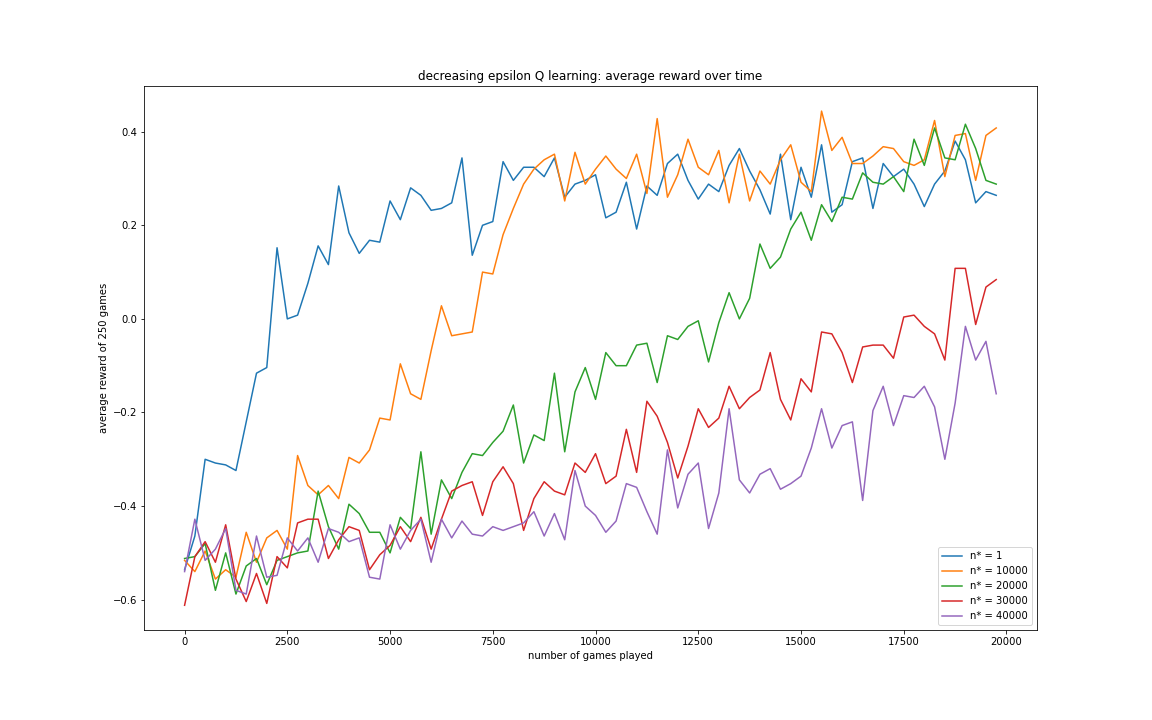 decreasing epsilon Q learning: average reward over time
average reward of 250 games
0.4
0.2
0.0
−0.2
−0.4
−0.6
n* = 1
n* = 10000
n* = 20000
n* = 30000
n* = 40000
0 2500 5000 7500 10000 12500 15000 17500 20000
number of games played